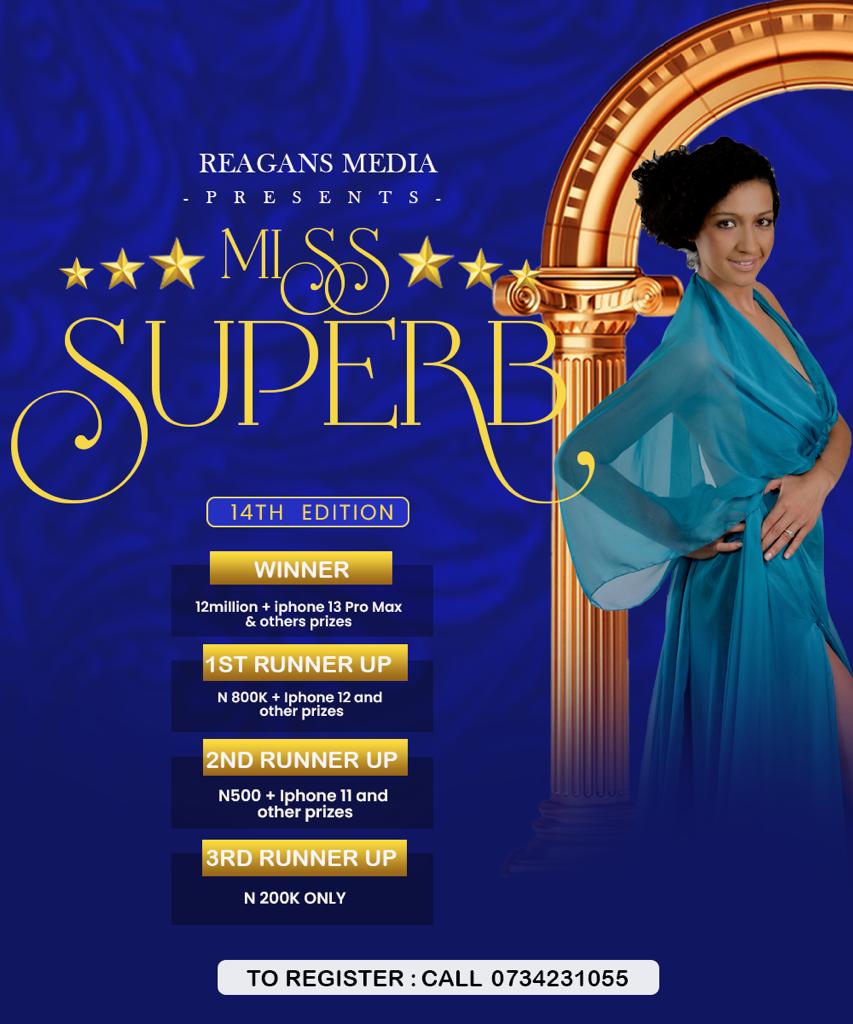 REAGANS MEDIA
- PRESENTS -
MISS
SUPERB
14TH EDITION
WINNER
12million + iphone 13 Pro Max
& others prizes
1ST RUNNER UP
N 800K + Iphone 12 and
other prizes
2ND RUNNER UP
N500 + Iphone 11 and
other prizes
3RD RUNNER UP
N 200K ONLY
TO REGISTER : CALL 0734231055